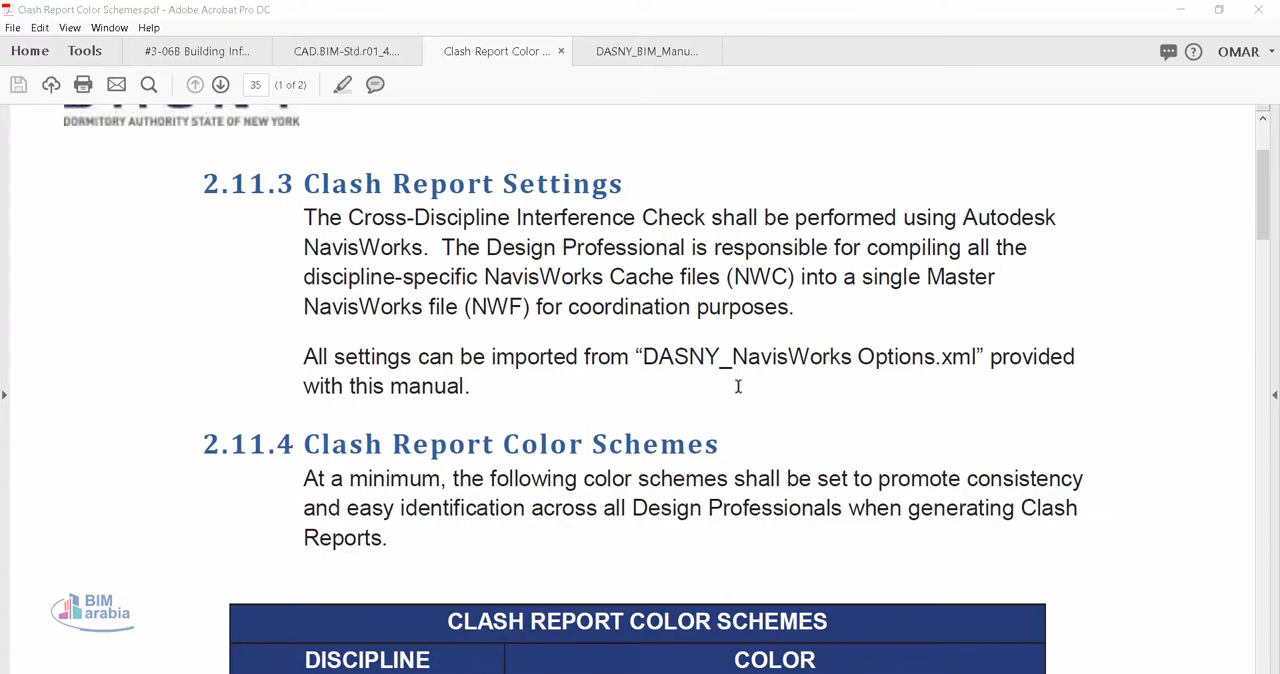 Clash Report Color Schemes.pdf - Adobe Acrobat Pro DC
File Edit View Window Help
Home Tools #3-06B Building Inf... CAD.BIM-Std.r01_4.... Clash Report Color ... × DASNY_BIM_Manu... OMAR
35 (1 of 2)
DORMITORY AUTHORITY STATE OF NEW YORK
2.11.3 Clash Report Settings
The Cross-Discipline Interference Check shall be performed using Autodesk
NavisWorks. The Design Professional is responsible for compiling all the
discipline-specific NavisWorks Cache files (NWC) into a single Master
NavisWorks file (NWF) for coordination purposes.
All settings can be imported from “DASNY_NavisWorks Options.xml” provided
with this manual.
2.11.4 Clash Report Color Schemes
At a minimum, the following color schemes shall be set to promote consistency
and easy identification across all Design Professionals when generating Clash
Reports.
BIM
arabia
CLASH REPORT COLOR SCHEMES
DISCIPLINE COLOR